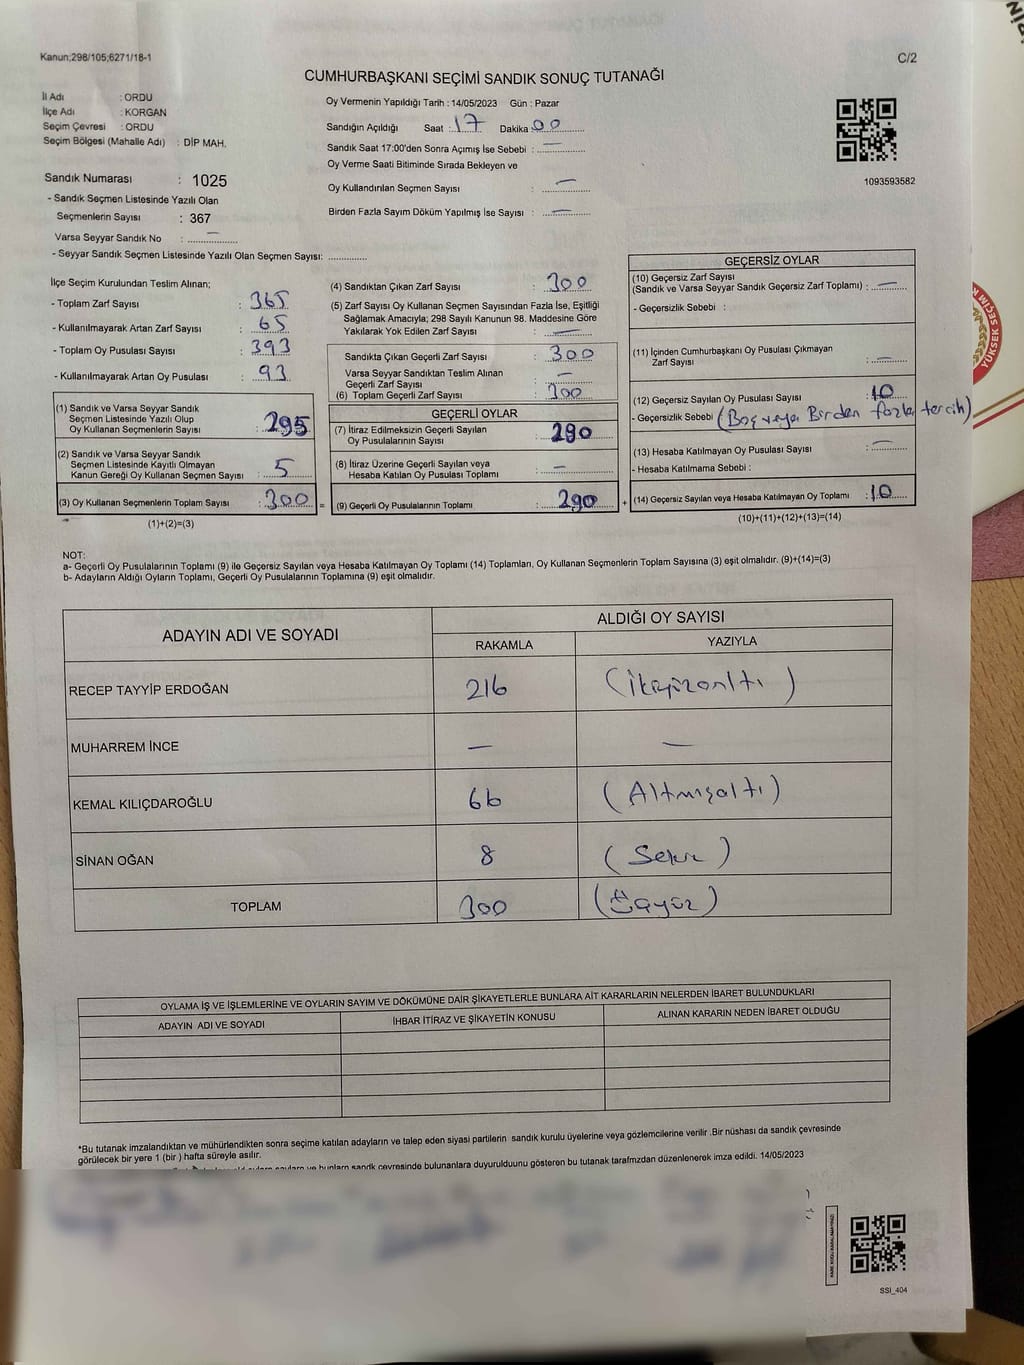 Kanun;298/105;6271/18-1
C/2
CUMHURBAŞKANI SEÇİMİ SANDIK SONUÇ TUTANAĞI
İl Adı : ORDU
İlçe Adı : KORGAN
Seçim Çevresi : ORDU
Seçim Bölgesi (Mahalle Adı) : DİP MAH.
Oy Vermenin Yapıldığı Tarih : 14/05/2023 Gün : Pazar
Sandığın Açıldığı Saat : 17 Dakika 00
Sandık Saat 17:00'den Sonra Açımış İse Sebebi : —
Oy Verme Saati Bitiminde Sırada Bekleyen ve
Oy Kullandırılan Seçmen Sayısı : —
Birden Fazla Sayım Döküm Yapılmış İse Sayısı : —
1093593582
Sandık Numarası : 1025
- Sandık Seçmen Listesinde Yazılı Olan
Seçmenlerin Sayısı : 367
Varsa Seyyar Sandık No : —
- Seyyar Sandık Seçmen Listesinde Yazılı Olan Seçmen Sayısı: ..............
İlçe Seçim Kurulundan Teslim Alınan;
- Toplam Zarf Sayısı : 365
- Kullanılmayarak Artan Zarf Sayısı : 65
- Toplam Oy Pusulası Sayısı : 393
- Kullanılmayarak Artan Oy Pusulası : 93
(1) Sandık ve Varsa Seyyar Sandık
Seçmen Listesinde Yazılı Olup
Oy Kullanan Seçmenlerin Sayısı : 295
(2) Sandık ve Varsa Seyyar Sandık
Seçmen Listesinde Kayıtlı Olmayan
Kanun Gereği Oy Kullanan Seçmen Sayısı : 5
(3) Oy Kullanan Seçmenlerin Toplam Sayısı : 300 =
(1)+(2)=(3)
(4) Sandıktan Çıkan Zarf Sayısı : 300
(5) Zarf Sayısı Oy Kullanan Seçmen Sayısından Fazla İse, Eşitliği
Sağlamak Amacıyla; 298 Sayılı Kanunun 98. Maddesine Göre
Yakılarak Yok Edilen Zarf Sayısı : —
Sandıkta Çıkan Geçerli Zarf Sayısı : 300
Varsa Seyyar Sandıktan Teslim Alınan
Geçerli Zarf Sayısı : —
(6) Toplam Geçerli Zarf Sayısı : 300
GEÇERLİ OYLAR
(7) İtiraz Edilmeksizin Geçerli Sayılan
Oy Pusulalarının Sayısı : 290
(8) İtiraz Üzerine Geçerli Sayılan veya
Hesaba Katılan Oy Pusulası Toplamı : —
(9) Geçerli Oy Pusulalarının Toplamı : 290 +
GEÇERSİZ OYLAR
(10) Geçersiz Zarf Sayısı
(Sandık ve Varsa Seyyar Sandık Geçersiz Zarf Toplamı) : —
- Geçersizlik Sebebi :
(11) İçinden Cumhurbaşkanı Oy Pusulası Çıkmayan
Zarf Sayısı : —
(12) Geçersiz Sayılan Oy Pusulası Sayısı : 10
- Geçersizlik Sebebi (Boş veya Birden fazla tercih)
(13) Hesaba Katılmayan Oy Pusulası Sayısı : —
- Hesaba Katılmama Sebebi :
(14) Geçersiz Sayılan veya Hesaba Katılmayan Oy Toplamı : 10
(10)+(11)+(12)+(13)=(14)
NOT:
a- Geçerli Oy Pusulalarının Toplamı (9) ile Geçersiz Sayılan veya Hesaba Katılmayan Oy Toplamı (14) Toplamları, Oy Kullanan Seçmenlerin Toplam Sayısına (3) eşit olmalıdır. (9)+(14)=(3)
b- Adayların Aldığı Oyların Toplamı, Geçerli Oy Pusulalarının Toplamına (9) eşit olmalıdır.
ADAYIN ADI VE SOYADI
ALDIĞI OY SAYISI
RAKAMLA YAZIYLA
RECEP TAYYİP ERDOĞAN 216 (ikiyüzonaltı)
MUHARREM İNCE — —
KEMAL KILIÇDAROĞLU 66 (Altmışaltı)
SİNAN OĞAN 8 (Sekiz)
TOPLAM 300 (Üçyüz)
OYLAMA İŞ VE İŞLEMLERİNE VE OYLARIN SAYIM VE DÖKÜMÜNE DAİR ŞİKAYETLERLE BUNLARA AİT KARARLARIN NELERDEN İBARET BULUNDUKLARI
ADAYIN ADI VE SOYADI İHBAR İTİRAZ VE ŞİKAYETİN KONUSU ALINAN KARARIN NEDEN İBARET OLDUĞU
*Bu tutanak imzalandıktan ve mühürlendikten sonra seçime katılan adayların ve talep eden siyasi partilerin sandık kurulu üyelerine veya gözlemcilerine verilir .Bir nüshası da sandık çevresinde
görülecek bir yere 1 (bir ) hafta süreyle asılır.
ve bunların sandık çevresinde bulunanlara duyurulduunu gösteren bu tutanak tarafımzdan düzenlenerek imza edildi. 14/05/2023
SSI_404
YÜKSEK SEÇİM K